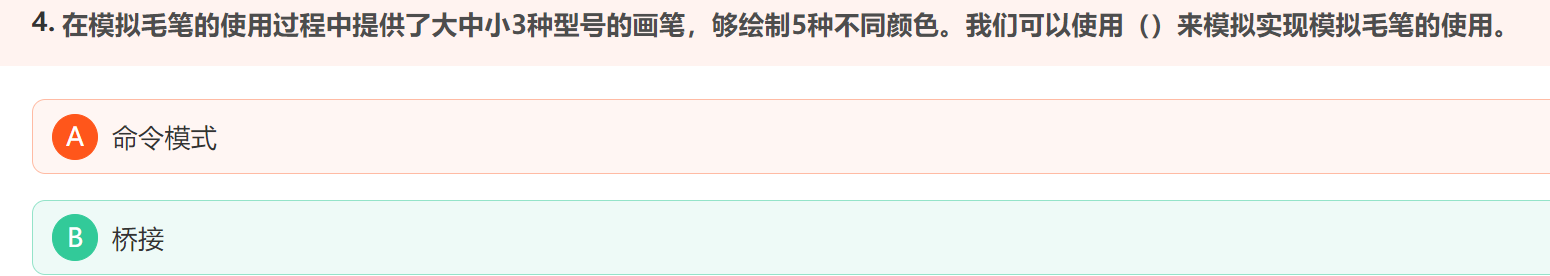 4. 在模拟毛笔的使用过程中提供了大中小3种型号的画笔，够绘制5种不同颜色。我们可以使用（）来模拟实现模拟毛笔的使用。
A 命令模式
B 桥接